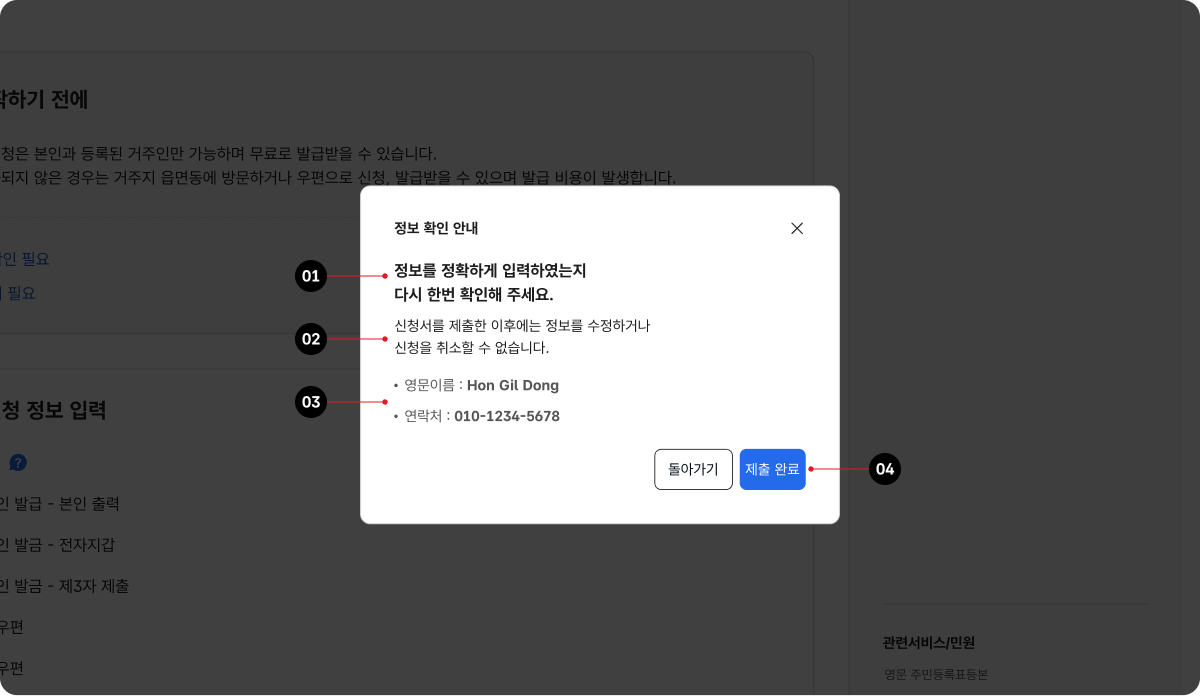 하기 전에
청은 본인과 등록된 거주인만 가능하며 무료로 발급받을 수 있습니다.
되지 않은 경우는 거주지 읍면동에 방문하거나 우편으로 신청, 발급받을 수 있으며 발급 비용이 발생합니다.
정보 확인 안내
인 필요
필요
01
정보를 정확하게 입력하였는지
다시 한번 확인해 주세요.
02
신청서를 제출한 이후에는 정보를 수정하거나
신청을 취소할 수 없습니다.
03
• 영문이름 : Hon Gil Dong
• 연락처 : 010-1234-5678
청 정보 입력
?
돌아가기
제출 완료
04
인 발급 - 본인 출력
인 발금 - 전자지갑
인 발금 - 제3자 제출
우편
우편
관련서비스/민원
영문 주민등록표등본